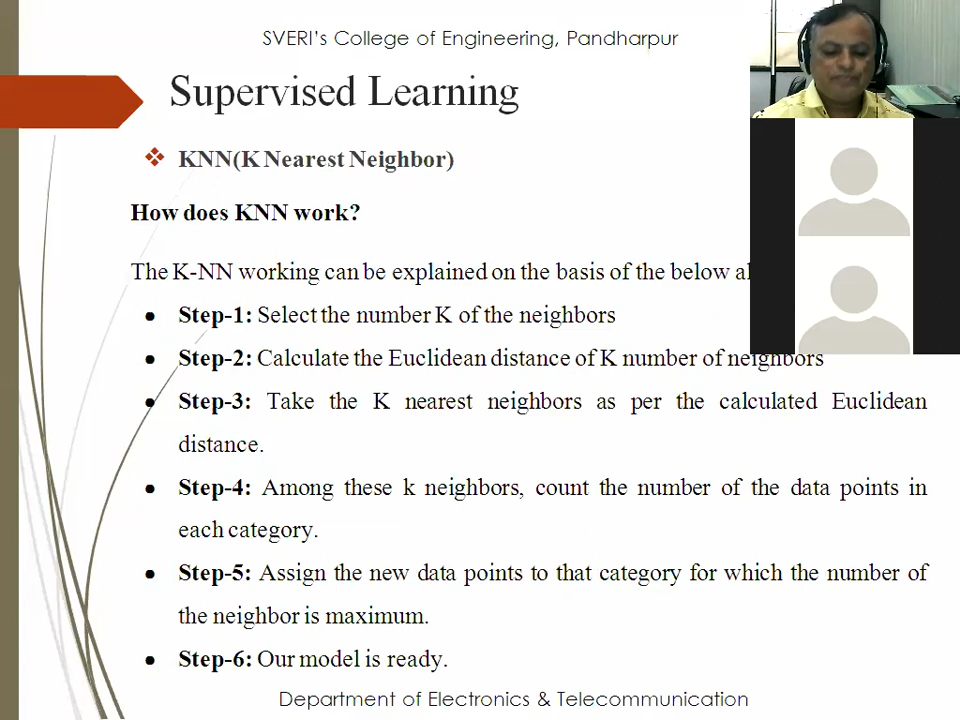 SVERI's College of Engineering, Pandharpur
Supervised Learning
KNN(K Nearest Neighbor)
How does KNN work?
The K-NN working can be explained on the basis of the below
• Step-1: Select the number K of the neighbors
• Step-2: Calculate the Euclidean distance of K number of neighbors
• Step-3: Take the K nearest neighbors as per the calculated Euclidean
distance.
• Step-4: Among these k neighbors, count the number of the data points in
each category.
• Step-5: Assign the new data points to that category for which the number of
the neighbor is maximum.
• Step-6: Our model is ready.
Department of Electronics & Telecommunication